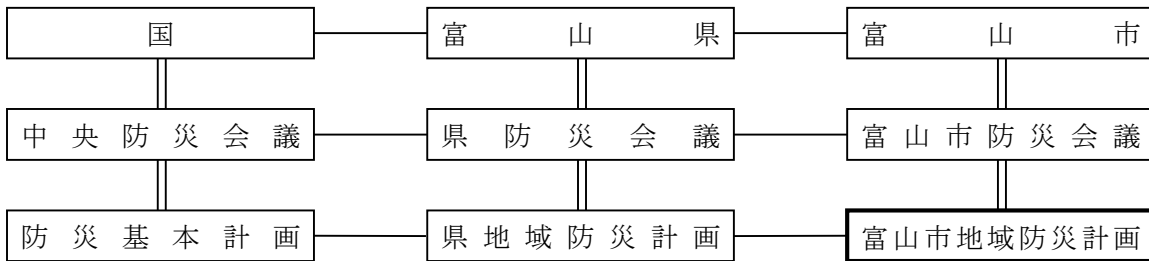 国 富山県 富山市
中央防災会議 県防災会議 富山市防災会議
防災基本計画 県地域防災計画 富山市地域防災計画